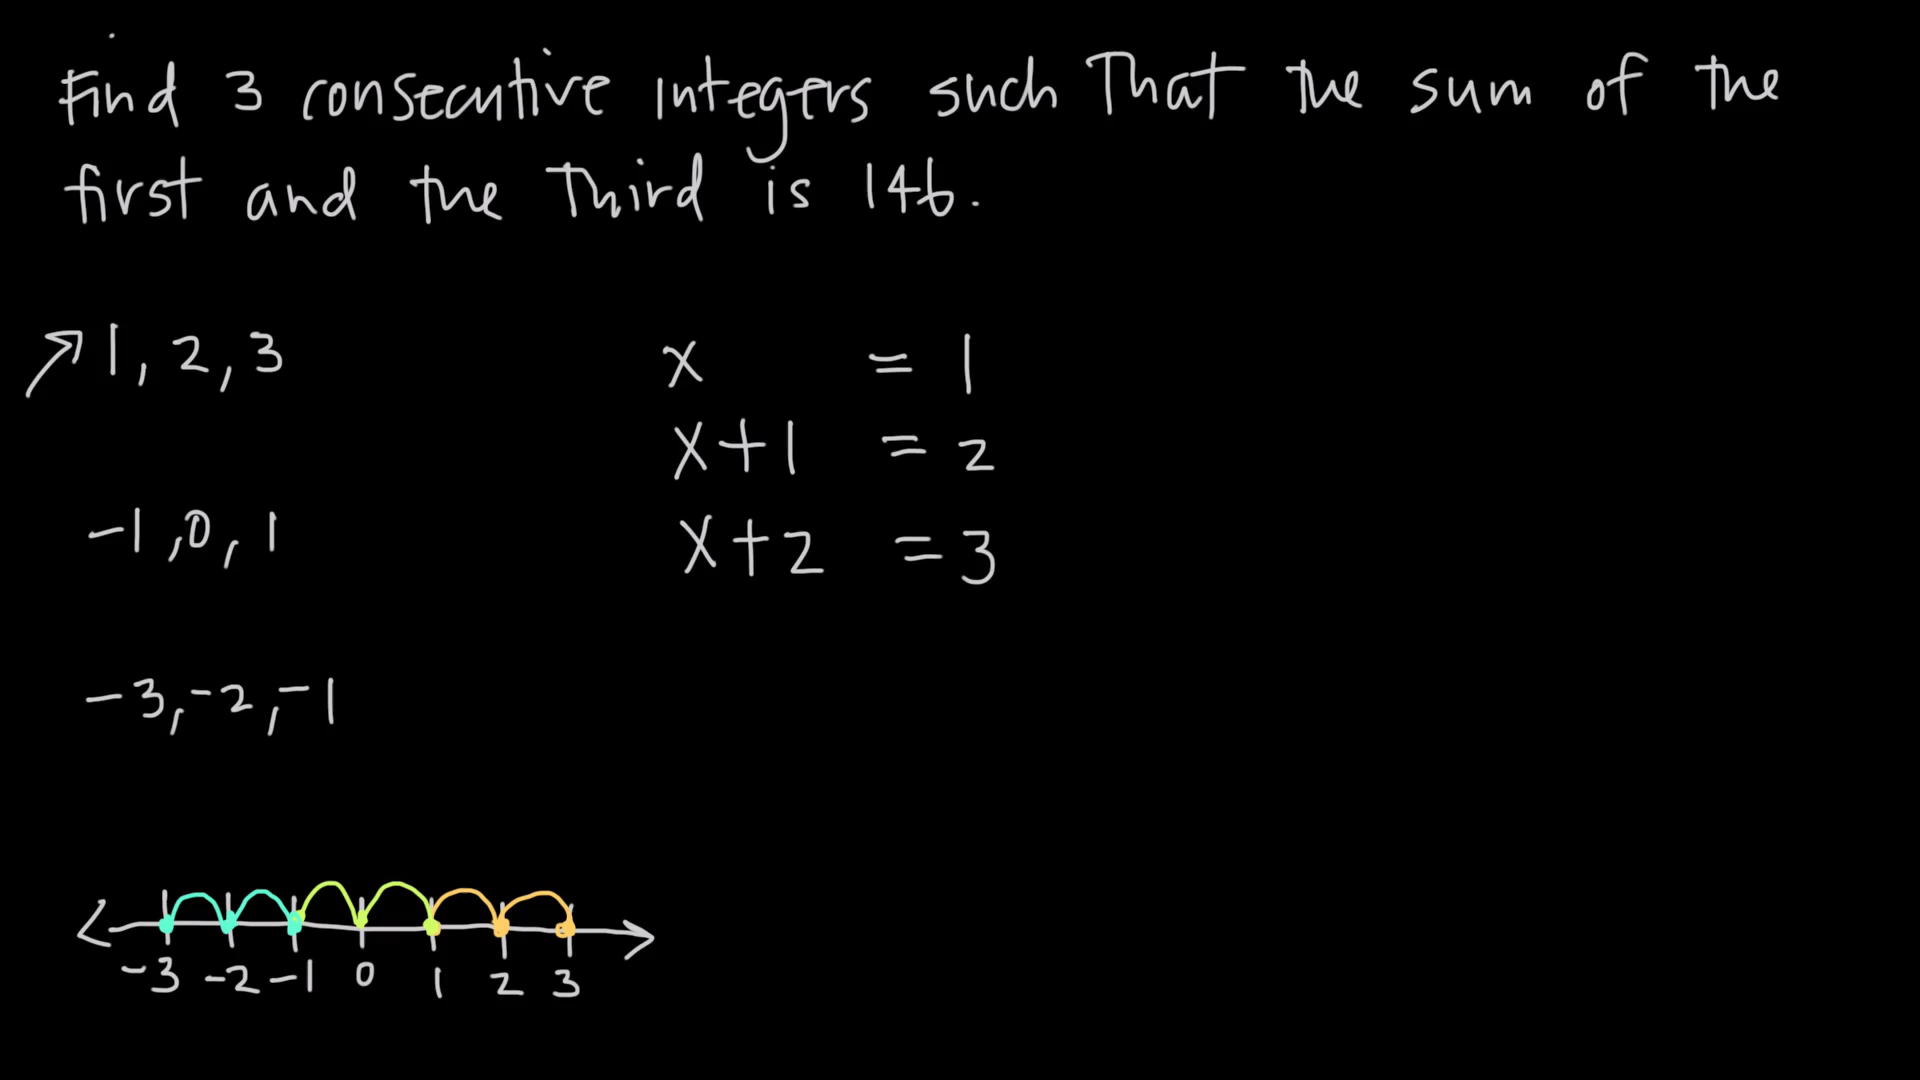 Find 3 consecutive integers such That the sum of the
first and the Third is 146.
1, 2, 3
x = 1
x+1 = 2
x+2 = 3
-1, 0, 1
-3, -2, -1
-3 -2 -1 0 1 2 3